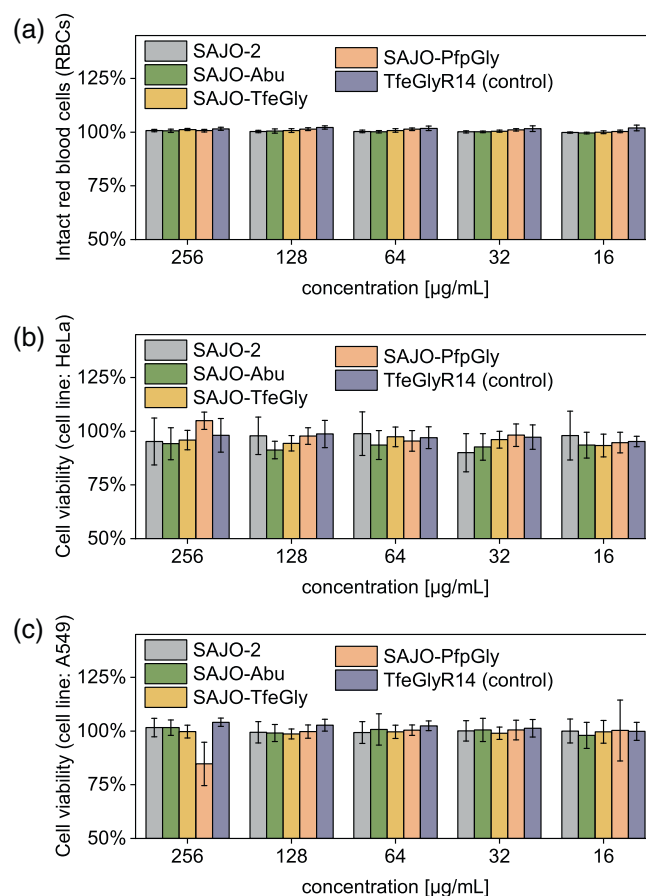 (a)
Intact red blood cells (RBCs)
SAJO-2
SAJO-Abu
SAJO-TfeGly
SAJO-PfpGly
TfeGlyR14 (control)
125%
100%
75%
50%
256 128 64 32 16
concentration [µg/mL]
(b)
Cell viability (cell line: HeLa)
SAJO-2
SAJO-Abu
SAJO-TfeGly
SAJO-PfpGly
TfeGlyR14 (control)
125%
100%
75%
50%
256 128 64 32 16
concentration [µg/mL]
(c)
Cell viability (cell line: A549)
SAJO-2
SAJO-Abu
SAJO-TfeGly
SAJO-PfpGly
TfeGlyR14 (control)
125%
100%
75%
50%
256 128 64 32 16
concentration [µg/mL]